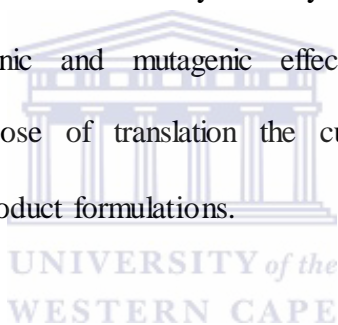 nic and mutagenic effec
ose of translation the cu
oduct formulations.
UNIVERSITY of the
WESTERN CAPE